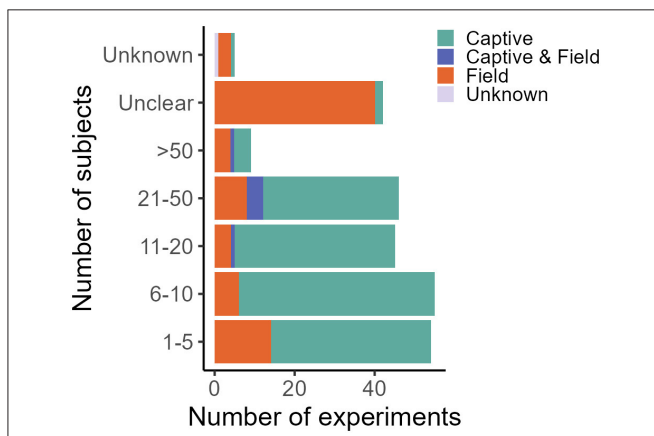 Number of subjects
Unknown
Unclear
>50
21-50
11-20
6-10
1-5
0 20 40
Number of experiments
Captive
Captive & Field
Field
Unknown